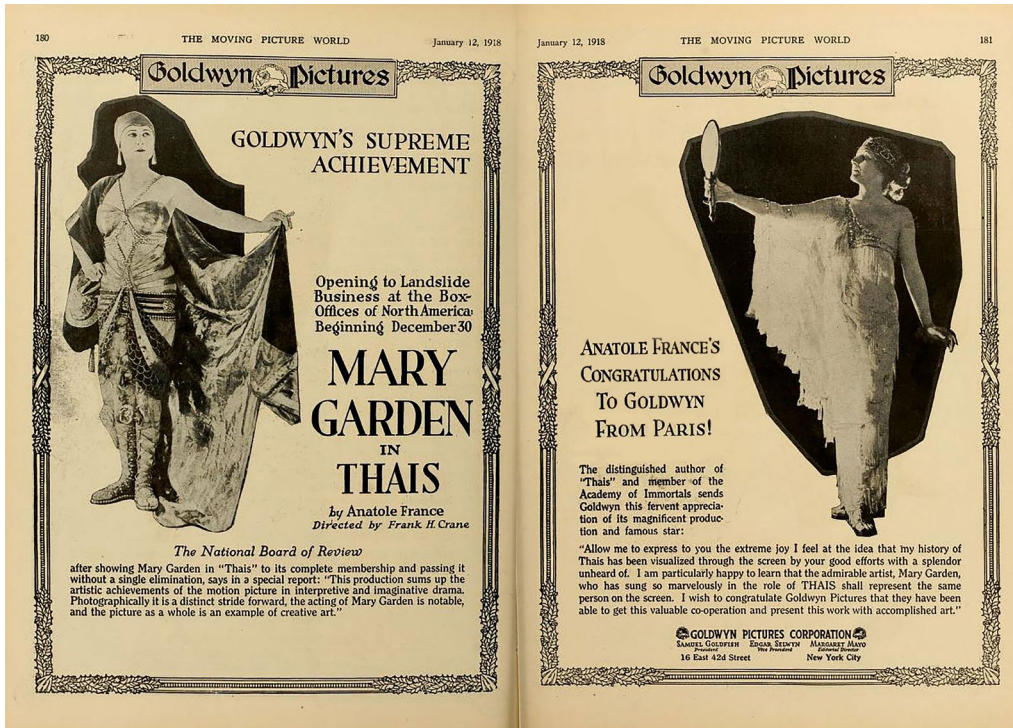 180
THE MOVING PICTURE WORLD
January 12, 1918
Goldwyn Pictures
GOLDWYN'S SUPREME
ACHIEVEMENT
Opening to Landslide
Business at the Box-
Offices of North America:
Beginning December 30
MARY
GARDEN
IN
THAIS
by Anatole France
Directed by Frank H. Crane
The National Board of Review
after showing Mary Garden in "Thais" to its complete membership and passing it
without a single elimination, says in a special report: "This production sums up the
artistic achievements of the motion picture in interpretive and imaginative drama.
Photographically it is a distinct stride forward, the acting of Mary Garden is notable,
and the picture as a whole is an example of creative art."
January 12, 1918
THE MOVING PICTURE WORLD
181
Goldwyn Pictures
ANATOLE FRANCE'S
CONGRATULATIONS
TO GOLDWYN
FROM PARIS!
The distinguished author of
"Thais" and member of the
Academy of Immortals sends
Goldwyn this fervent apprecia-
tion of its magnificent produc-
tion and famous star:
"Allow me to express to you the extreme joy I feel at the idea that my history of
Thais has been visualized through the screen by your good efforts with a splendor
unheard of. I am particularly happy to learn that the admirable artist, Mary Garden,
who has sung so marvelously in the role of THAIS shall represent the same
person on the screen. I wish to congratulate Goldwyn Pictures that they have been
able to get this valuable co-operation and present this work with accomplished art."
GOLDWYN PICTURES CORPORATION
SAMUEL GOLDFISH EDGAR SELWYN MARGARET MAYO
President Vice President Editorial Director
16 East 42d Street New York City